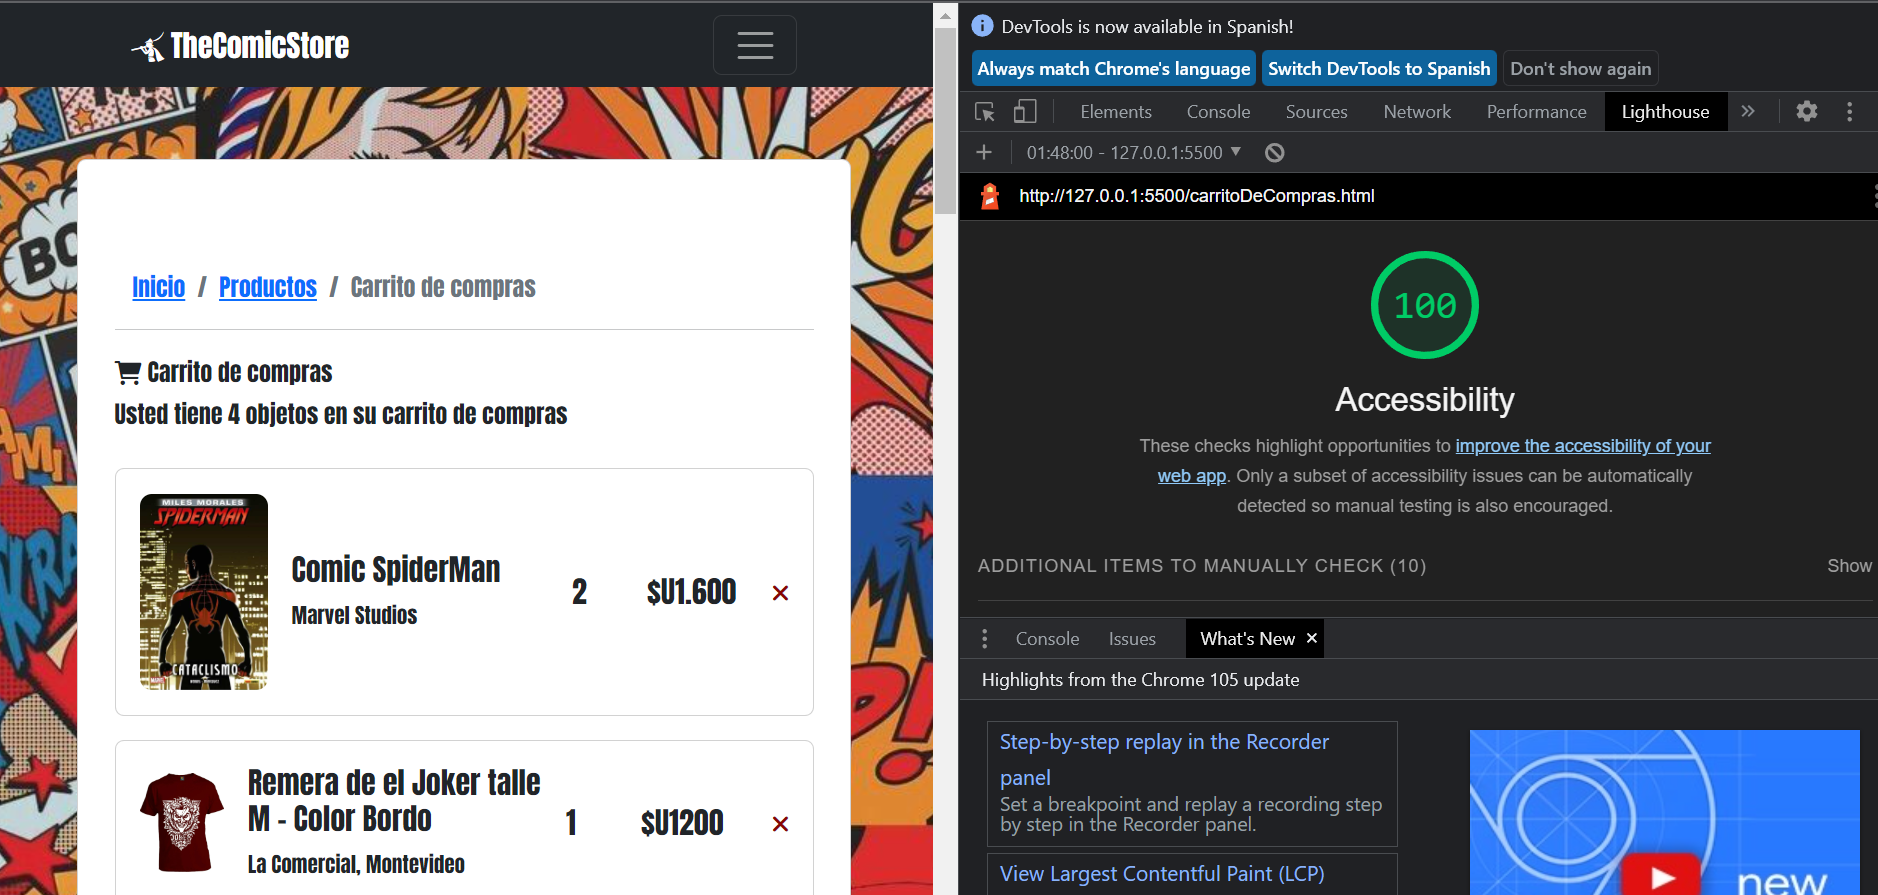 TheComicStore
BO
Inicio / Productos / Carrito de compras
Carrito de compras
Usted tiene 4 objetos en su carrito de compras
MILES MORALES
SPIDERMAN
CATACLISMO
Comic SpiderMan
Marvel Studios
2
$U1.600
Remera de el Joker talle
M - Color Bordo
La Comercial, Montevideo
1
$U1200
DevTools is now available in Spanish!
Always match Chrome's language
Switch DevTools to Spanish
Don't show again
Elements Console Sources Network Performance Lighthouse
01:48:00 - 127.0.0.1:5500
http://127.0.0.1:5500/carritoDeCompras.html
100
Accessibility
These checks highlight opportunities to improve the accessibility of your
web app. Only a subset of accessibility issues can be automatically
detected so manual testing is also encouraged.
ADDITIONAL ITEMS TO MANUALLY CHECK (10)
Show
Console Issues What's New
Highlights from the Chrome 105 update
Step-by-step replay in the Recorder
panel
Set a breakpoint and replay a recording step
by step in the Recorder panel.
View Largest Contentful Paint (LCP)
new